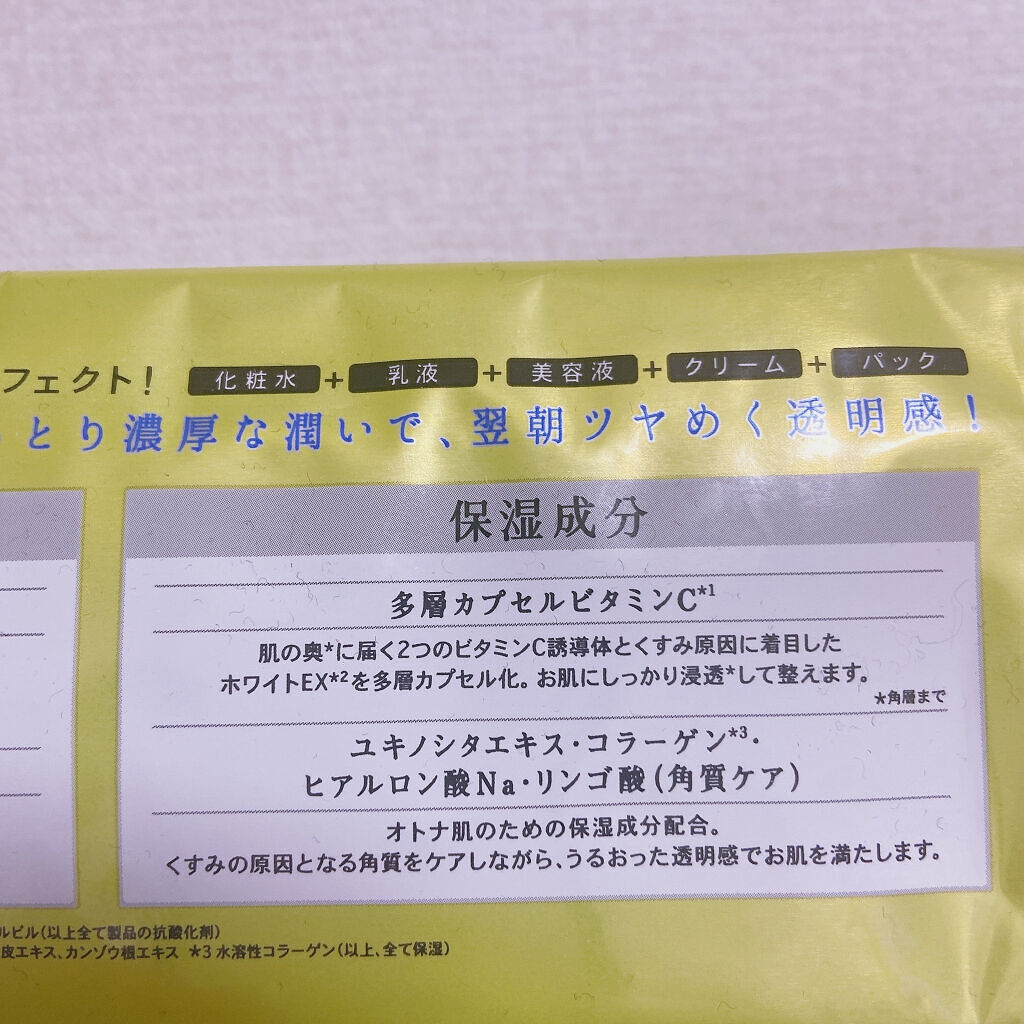 フェクト! 化粧水+乳液+美容液+クリーム+パック
とり濃厚な潤いで、翌朝ツヤめく透明感!
保湿成分
多層カプセルビタミンC*1
肌の奥*に届く2つのビタミンC誘導体とくすみ原因に着目した
ホワイトEX*2を多層カプセル化。お肌にしっかり浸透*して整えます。
*角層まで
ユキノシタエキス・コラーゲン*3・
ヒアルロン酸Na・リンゴ酸(角質ケア)
オトナ肌のための保湿成分配合。
くすみの原因となる角質をケアしながら、うるおった透明感でお肌を満たします。
ルビル(以上全て製品の抗酸化剤)
皮エキス、カンゾウ根エキス *3 水溶性コラーゲン(以上、全て保湿)